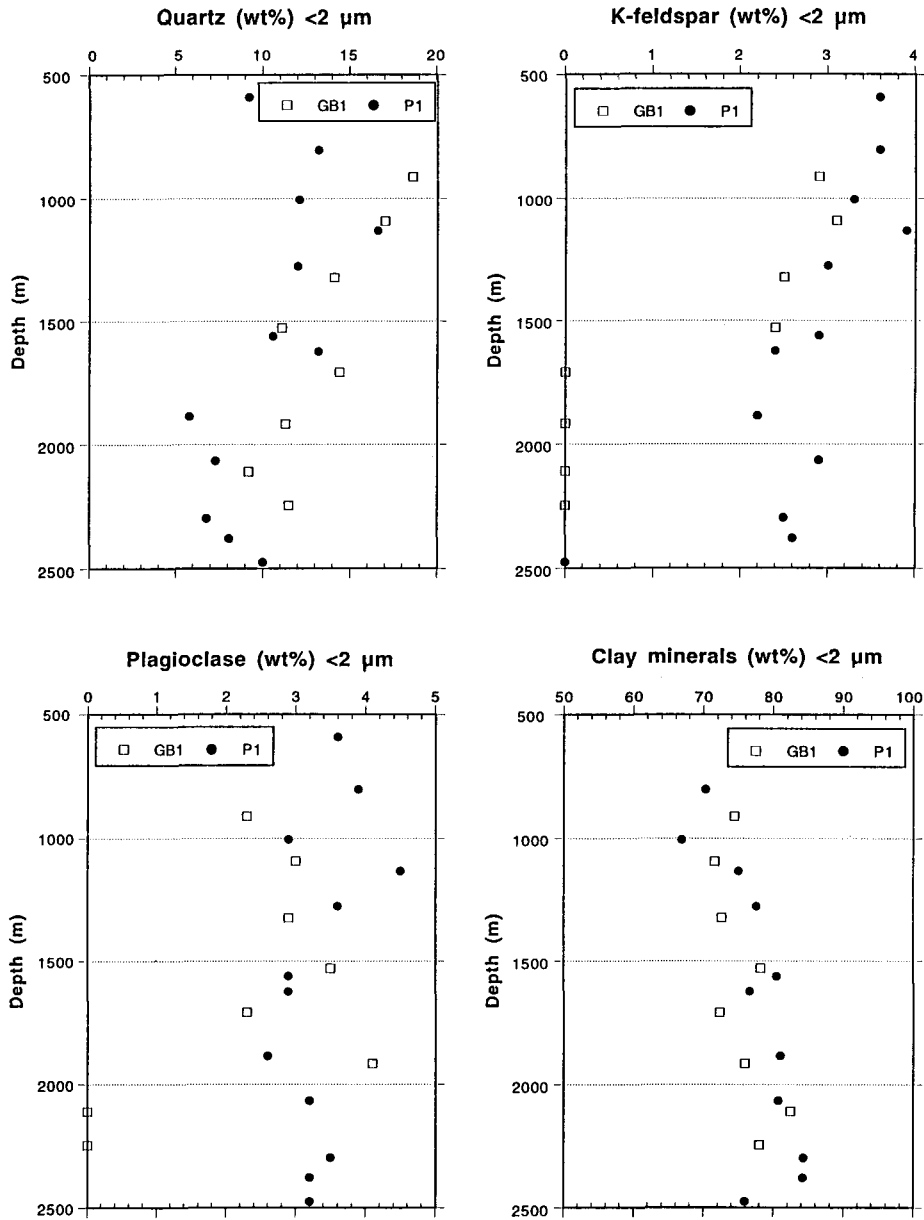 Quartz (wt%) <2 µm
0 5 10 15 20
500
1000
1500
2000
2500
Depth (m)
GB1 P1
K-feldspar (wt%) <2 µm
0 1 2 3 4
500
1000
1500
2000
2500
Depth (m)
GB1 P1
Plagioclase (wt%) <2 µm
0 1 2 3 4 5
500
1000
1500
2000
2500
Depth (m)
GB1 P1
Clay minerals (wt%) <2 µm
50 60 70 80 90 100
500
1000
1500
2000
2500
Depth (m)
GB1 P1